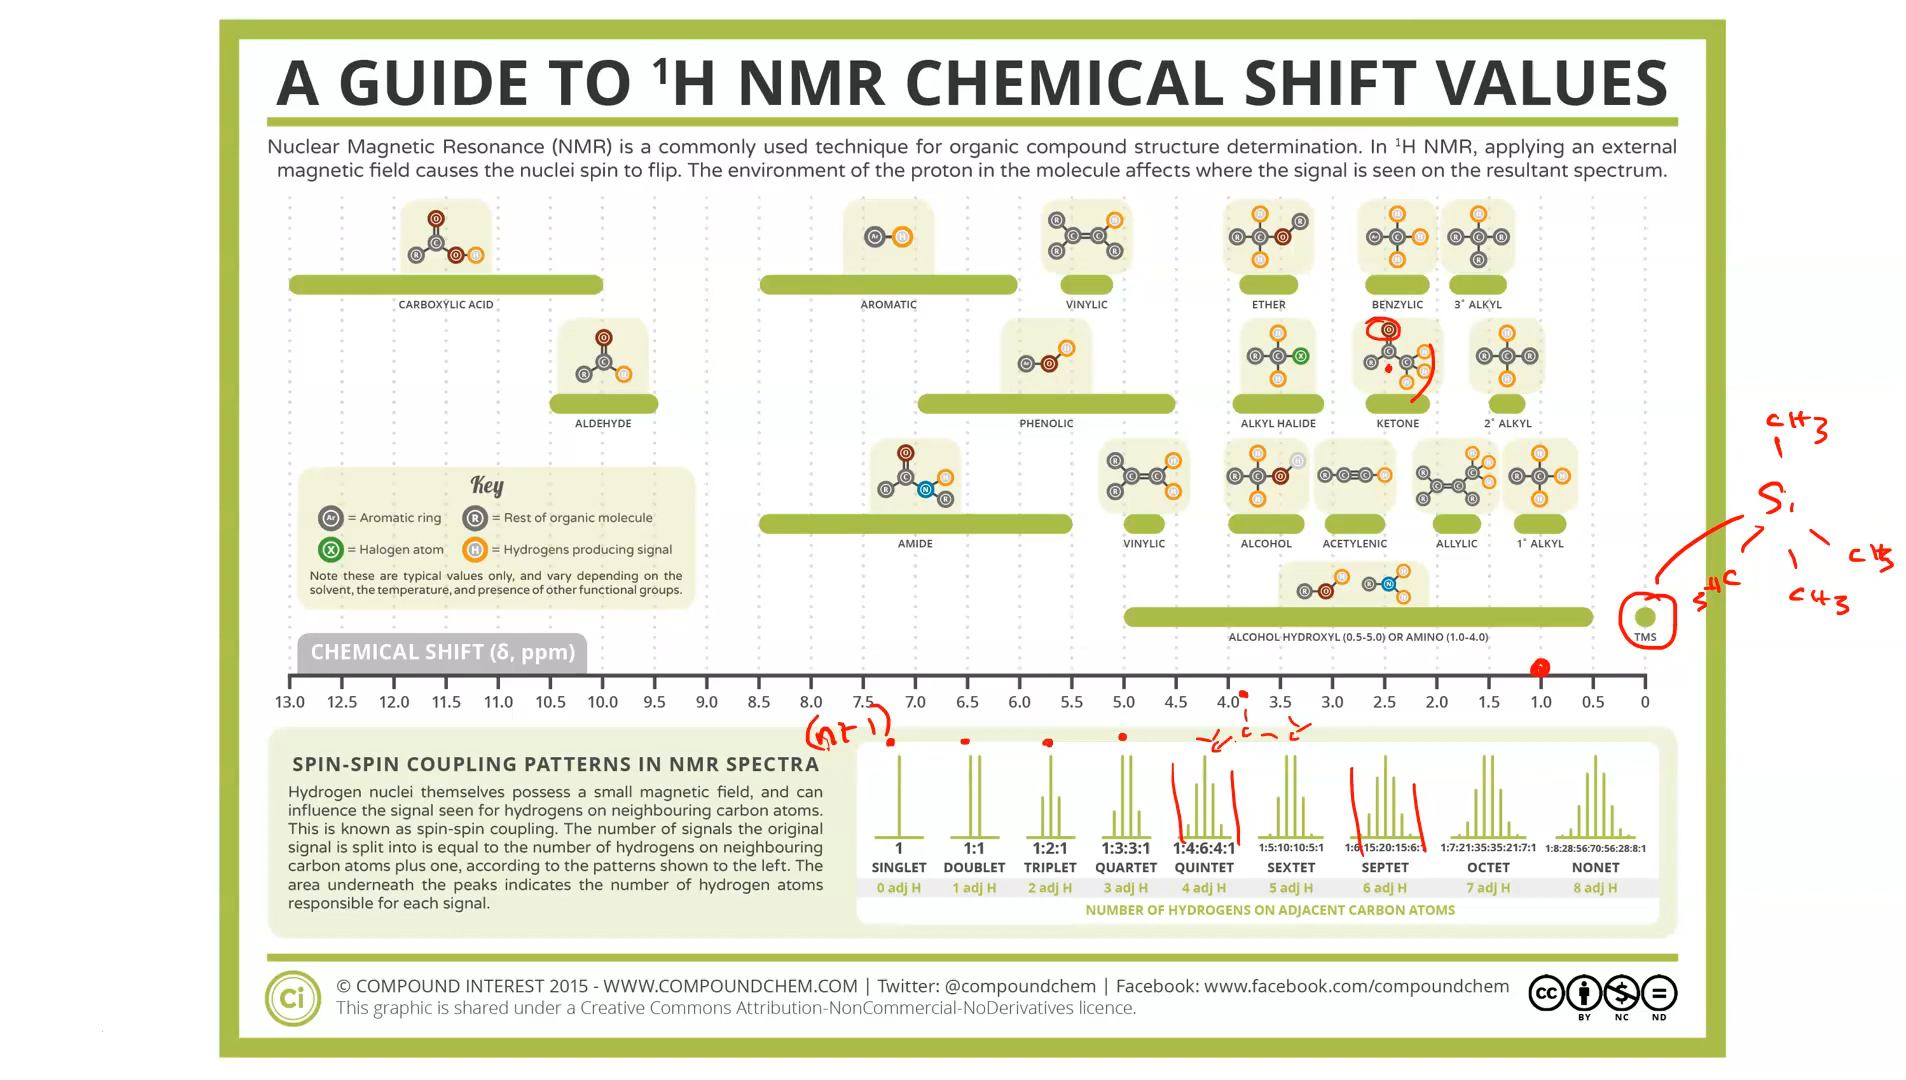 A GUIDE TO ¹H NMR CHEMICAL SHIFT VALUES
Nuclear Magnetic Resonance (NMR) is a commonly used technique for organic compound structure determination. In ¹H NMR, applying an external
magnetic field causes the nuclei spin to flip. The environment of the proton in the molecule affects where the signal is seen on the resultant spectrum.
CARBOXYLIC ACID
AROMATIC
VINYLIC
ETHER
BENZYLIC
3° ALKYL
ALDEHYDE
PHENOLIC
ALKYL HALIDE
KETONE
2° ALKYL
AMIDE
VINYLIC
ALCOHOL
ACETYLENIC
ALLYLIC
1° ALKYL
ALCOHOL HYDROXYL (0.5-5.0) OR AMINO (1.0-4.0)
TMS
CH3
Si
CH3
CH3
3HC
Key
Ar = Aromatic ring
R = Rest of organic molecule
X = Halogen atom
H = Hydrogens producing signal
Note these are typical values only, and vary depending on the
solvent, the temperature, and presence of other functional groups.
CHEMICAL SHIFT (δ, ppm)
13.0 12.5 12.0 11.5 11.0 10.5 10.0 9.5 9.0 8.5 8.0 7.5 7.0 6.5 6.0 5.5 5.0 4.5 4.0 3.5 3.0 2.5 2.0 1.5 1.0 0.5 0
(n+1)
SPIN-SPIN COUPLING PATTERNS IN NMR SPECTRA
Hydrogen nuclei themselves possess a small magnetic field, and can
influence the signal seen for hydrogens on neighbouring carbon atoms.
This is known as spin-spin coupling. The number of signals the original
signal is split into is equal to the number of hydrogens on neighbouring
carbon atoms plus one, according to the patterns shown to the left. The
area underneath the peaks indicates the number of hydrogen atoms
responsible for each signal.
1 1:1 1:2:1 1:3:3:1 1:4:6:4:1 1:5:10:10:5:1 1:6:15:20:15:6:1 1:7:21:35:35:21:7:1 1:8:28:56:70:56:28:8:1
SINGLET DOUBLET TRIPLET QUARTET QUINTET SEXTET SEPTET OCTET NONET
0 adj H 1 adj H 2 adj H 3 adj H 4 adj H 5 adj H 6 adj H 7 adj H 8 adj H
NUMBER OF HYDROGENS ON ADJACENT CARBON ATOMS
Ci
© COMPOUND INTEREST 2015 - WWW.COMPOUNDCHEM.COM | Twitter: @compoundchem | Facebook: www.facebook.com/compoundchem
This graphic is shared under a Creative Commons Attribution-NonCommercial-NoDerivatives licence.
cc
BY NC ND